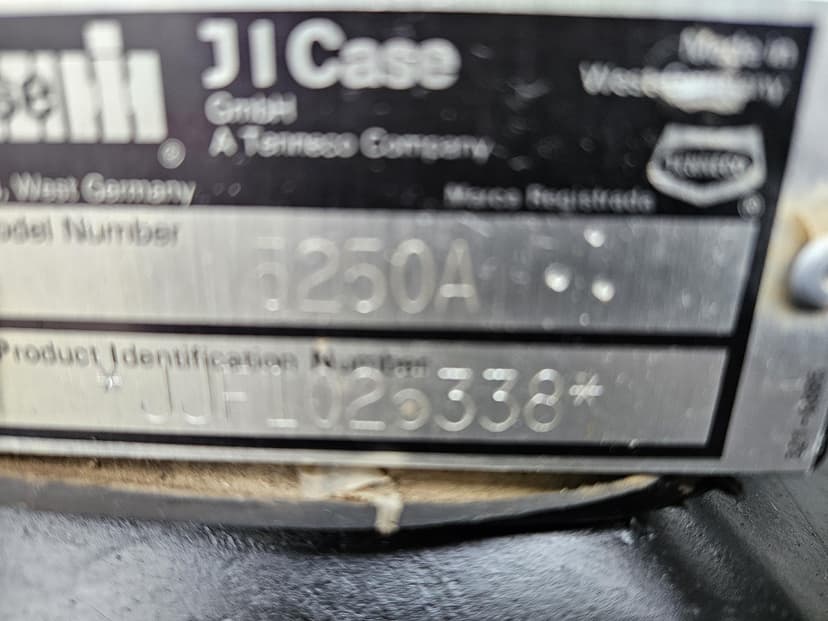 J I Case
GmbH
A Tenneco Company
Made in
West Germany
TENNECO
, West Germany
Marca Registrada
odel Number
5250A
Product Identification Number
*JJF1025338*